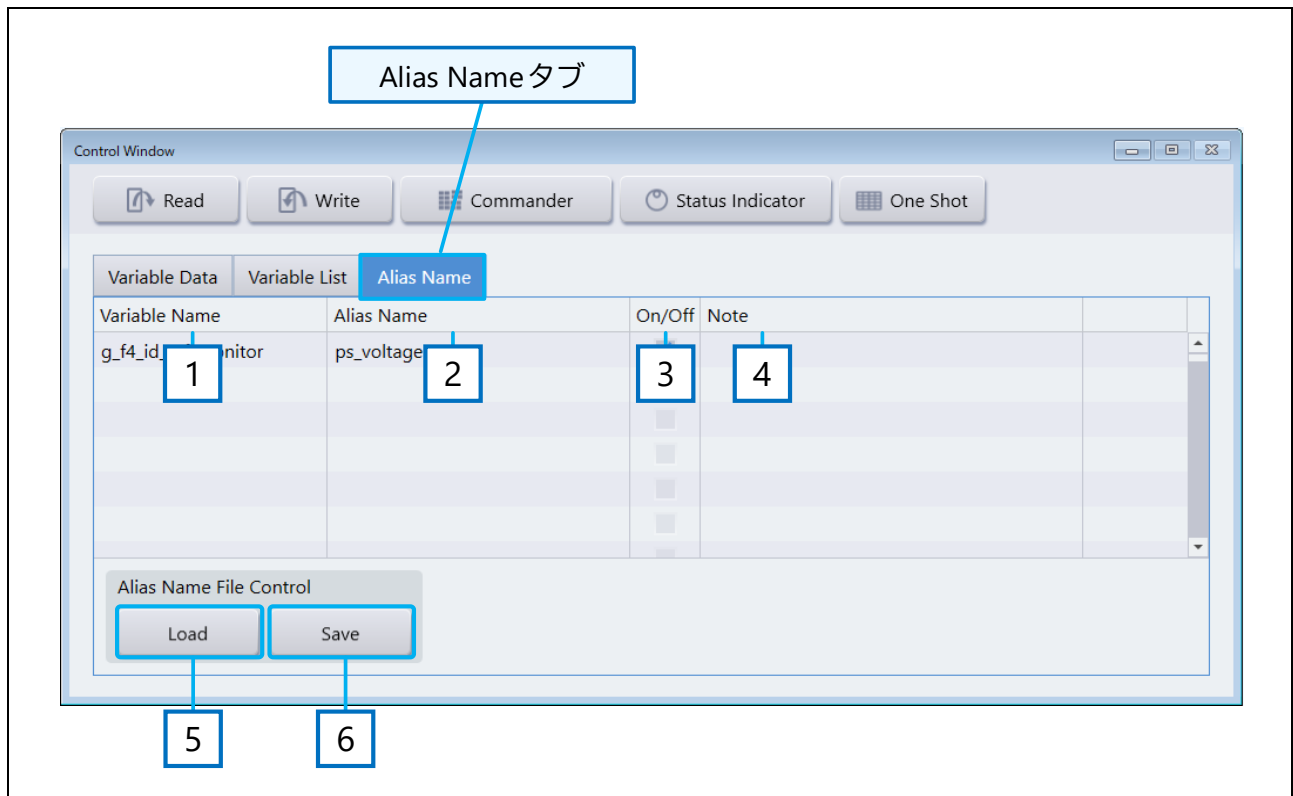 Alias Nameタブ
Control Window
Read Write Commander Status Indicator One Shot
Variable Data Variable List Alias Name
Variable Name Alias Name On/Off Note
ps_voltage
1 2 3 4
Alias Name File Control
Load Save
5 6